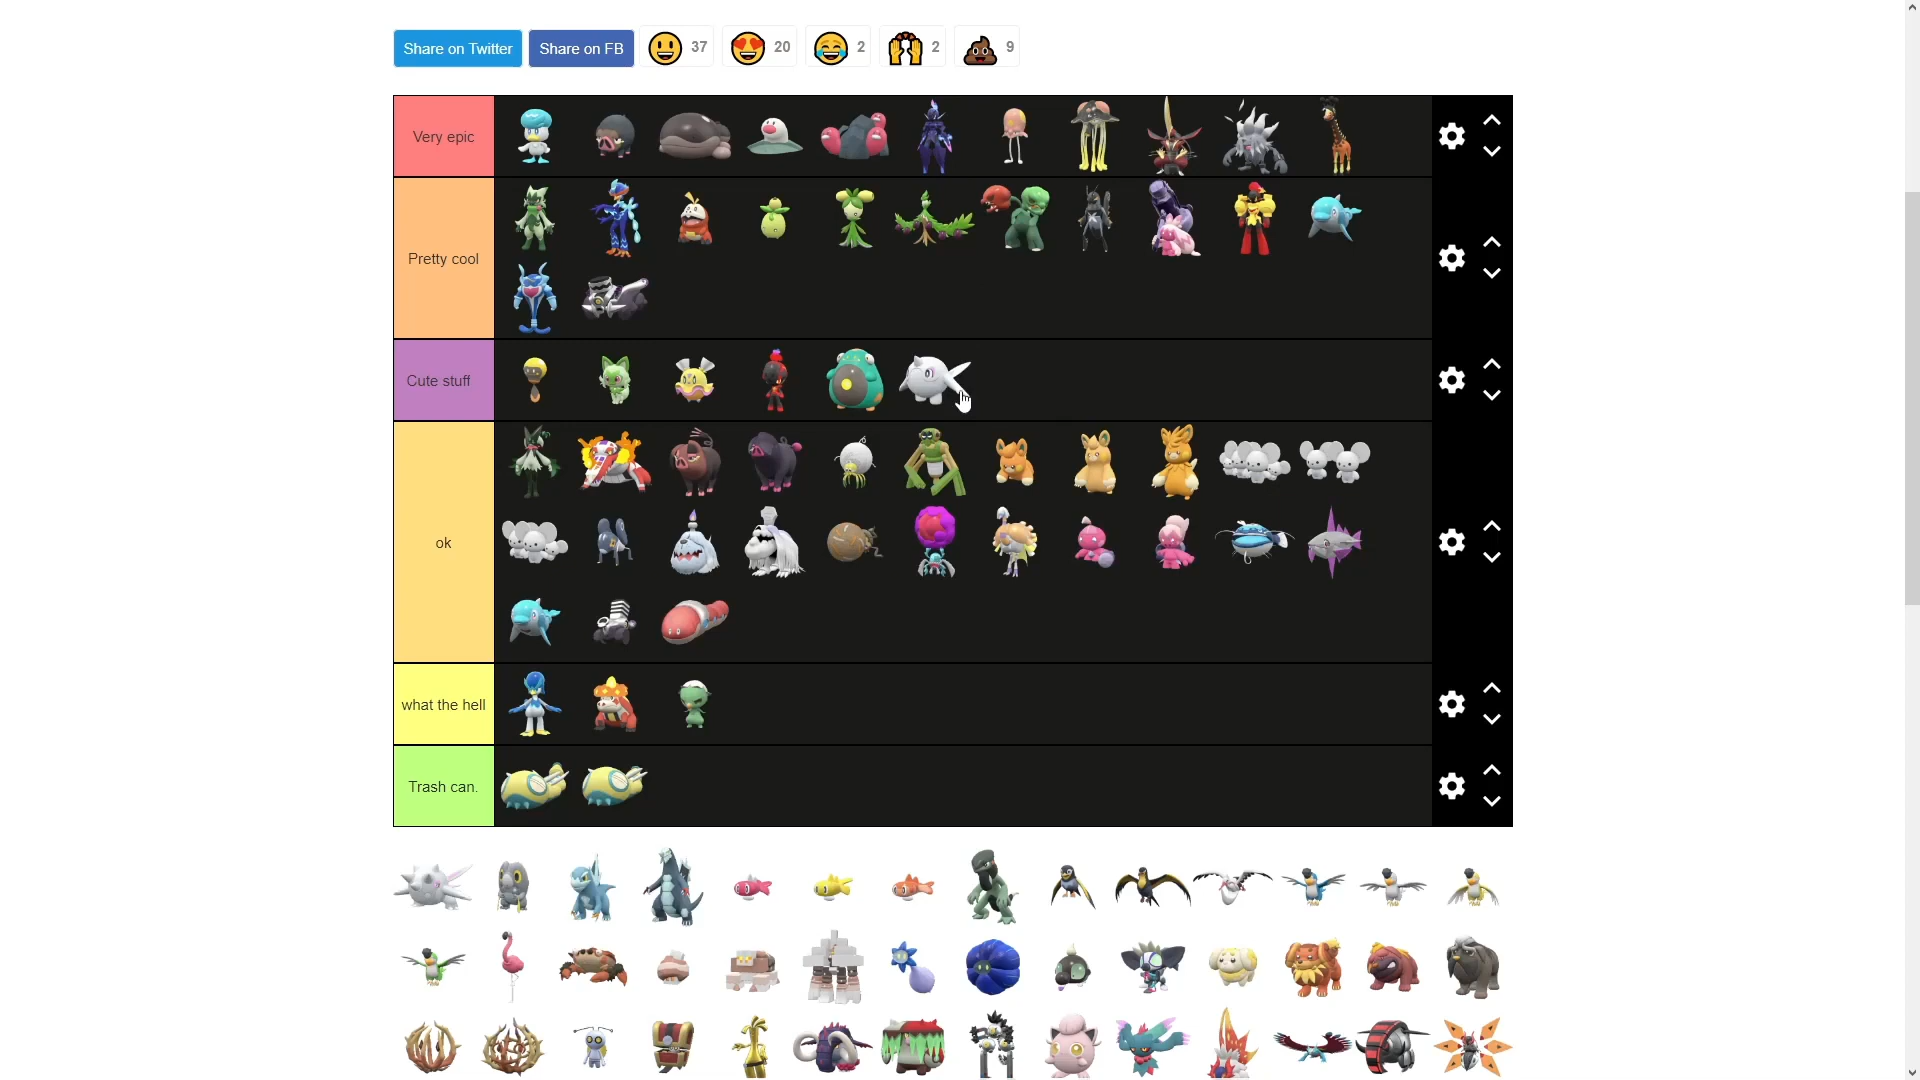 Share on Twitter
Share on FB
37
20
2
2
9
Very epic
Pretty cool
Cute stuff
ok
what the hell
Trash can.